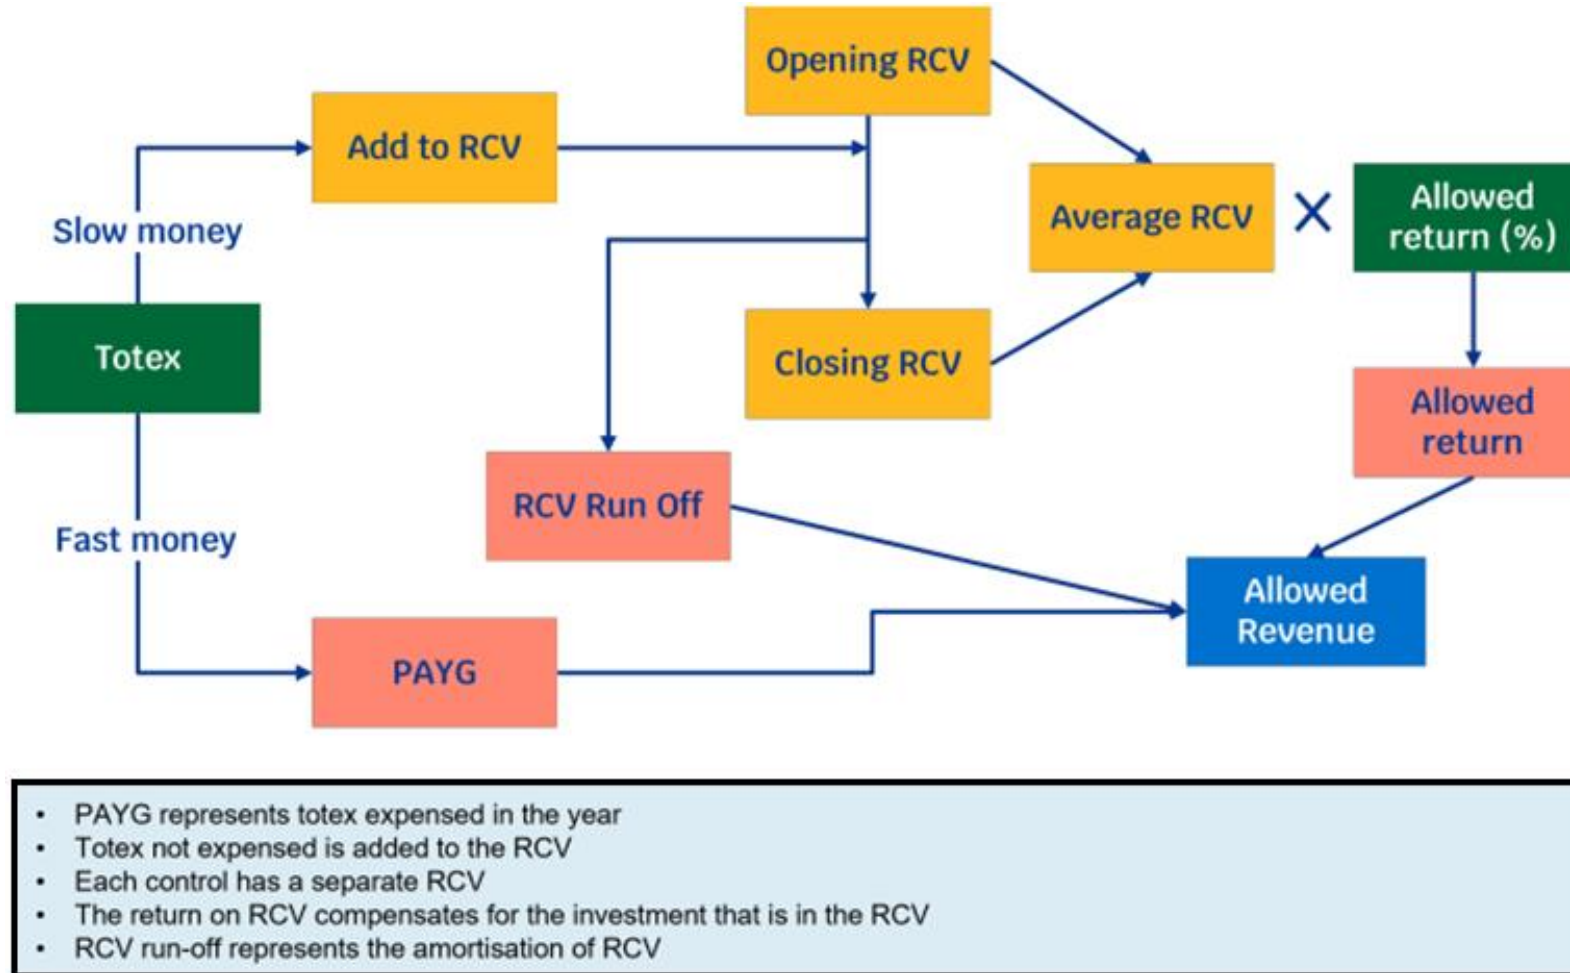 Opening RCV
Add to RCV
Slow money
Average RCV
×
Allowed
return (%)
Totex
Closing RCV
Allowed
return
RCV Run Off
Fast money
Allowed
Revenue
PAYG
• PAYG represents totex expensed in the year
• Totex not expensed is added to the RCV
• Each control has a separate RCV
• The return on RCV compensates for the investment that is in the RCV
• RCV run-off represents the amortisation of RCV